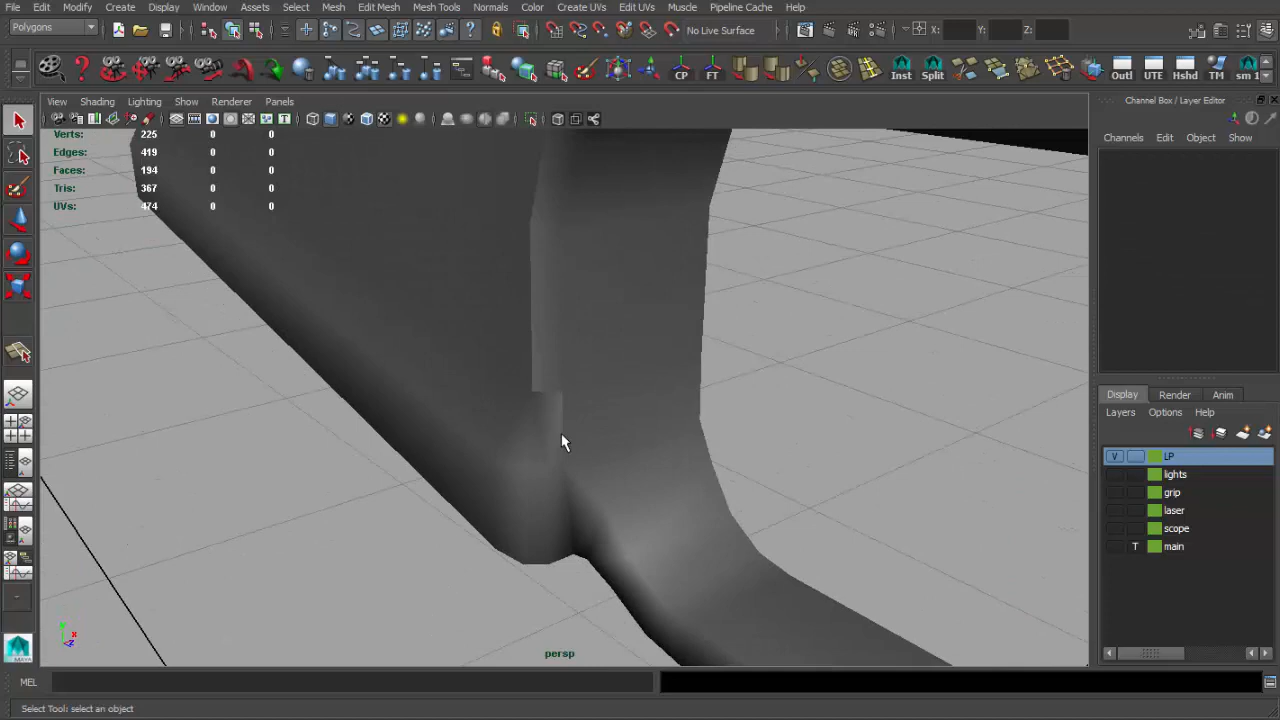 File Edit Modify Create Display Window Assets Select Mesh Edit Mesh Mesh Tools Normals Color Create UVs Edit UVs Muscle Pipeline Cache Help
Polygons No Live Surface X: Y: Z:
CP FT Inst Split Outl UTE Hshd TM sm 1
View Shading Lighting Show Renderer Panels
Channel Box / Layer Editor
Channels Edit Object Show
Verts: 225 0 0
Edges: 419 0 0
Faces: 194 0 0
Tris: 367 0 0
UVs: 474 0 0
Display Render Anim
Layers Options Help
V LP
lights
grip
laser
scope
T main
persp
MEL
Select Tool: select an object